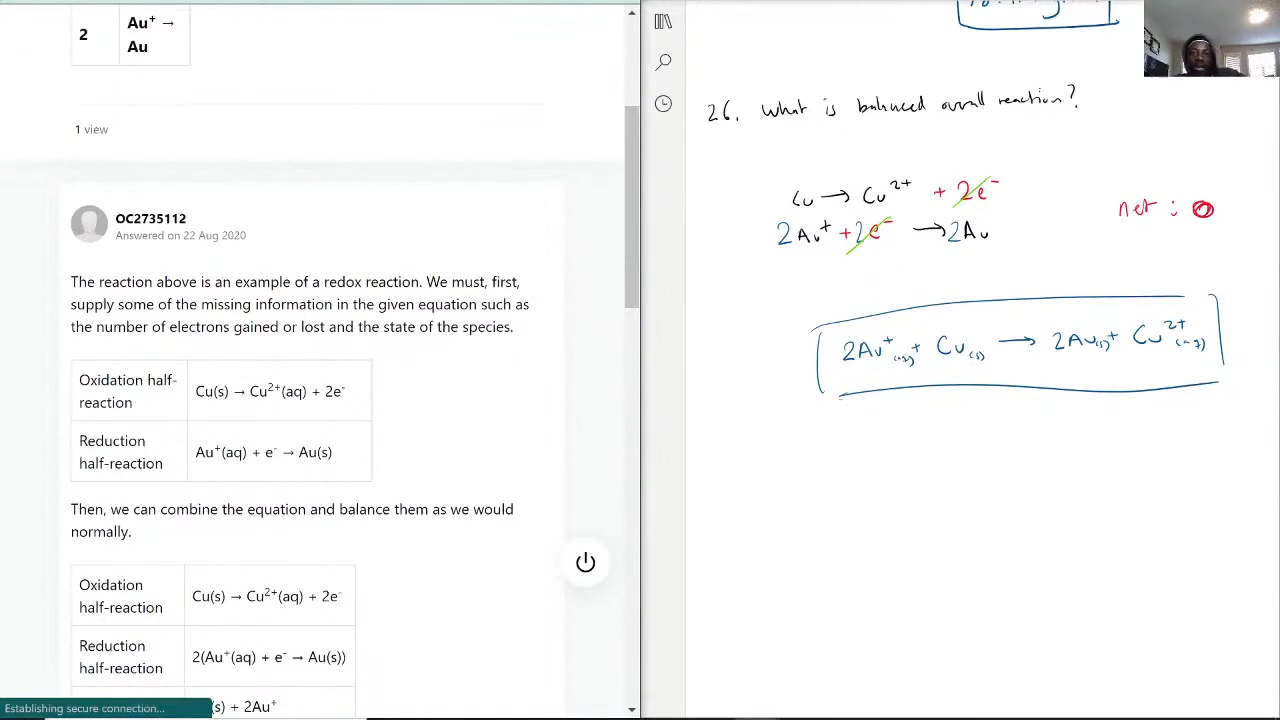 2
Au⁺ →
Au
1 view
OC2735112
Answered on 22 Aug 2020
The reaction above is an example of a redox reaction. We must, first,
supply some of the missing information in the given equation such as
the number of electrons gained or lost and the state of the species.
Oxidation half-
reaction
Cu(s) → Cu²⁺(aq) + 2e⁻
Reduction
half-reaction
Au⁺(aq) + e⁻ → Au(s)
Then, we can combine the equation and balance them as we would
normally.
Oxidation
half-reaction
Cu(s) → Cu²⁺(aq) + 2e⁻
Reduction
half-reaction
2(Au⁺(aq) + e⁻ → Au(s))
(s) + 2Au⁺
Establishing secure connection...
26. What is balanced overall reaction?
Cu → Cu²⁺ + 2e⁻
2Au⁺ + 2e⁻ → 2Au
net : 0
2Au⁺(aq) + Cu(s) → 2Au(s) + Cu²⁺(aq)